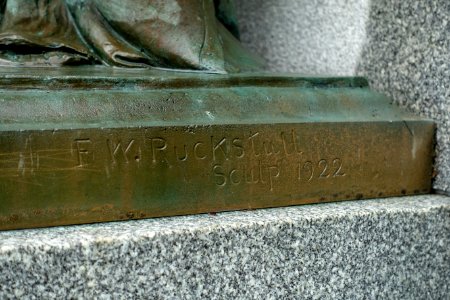 F. W. Ruckstull
Sculp 1922